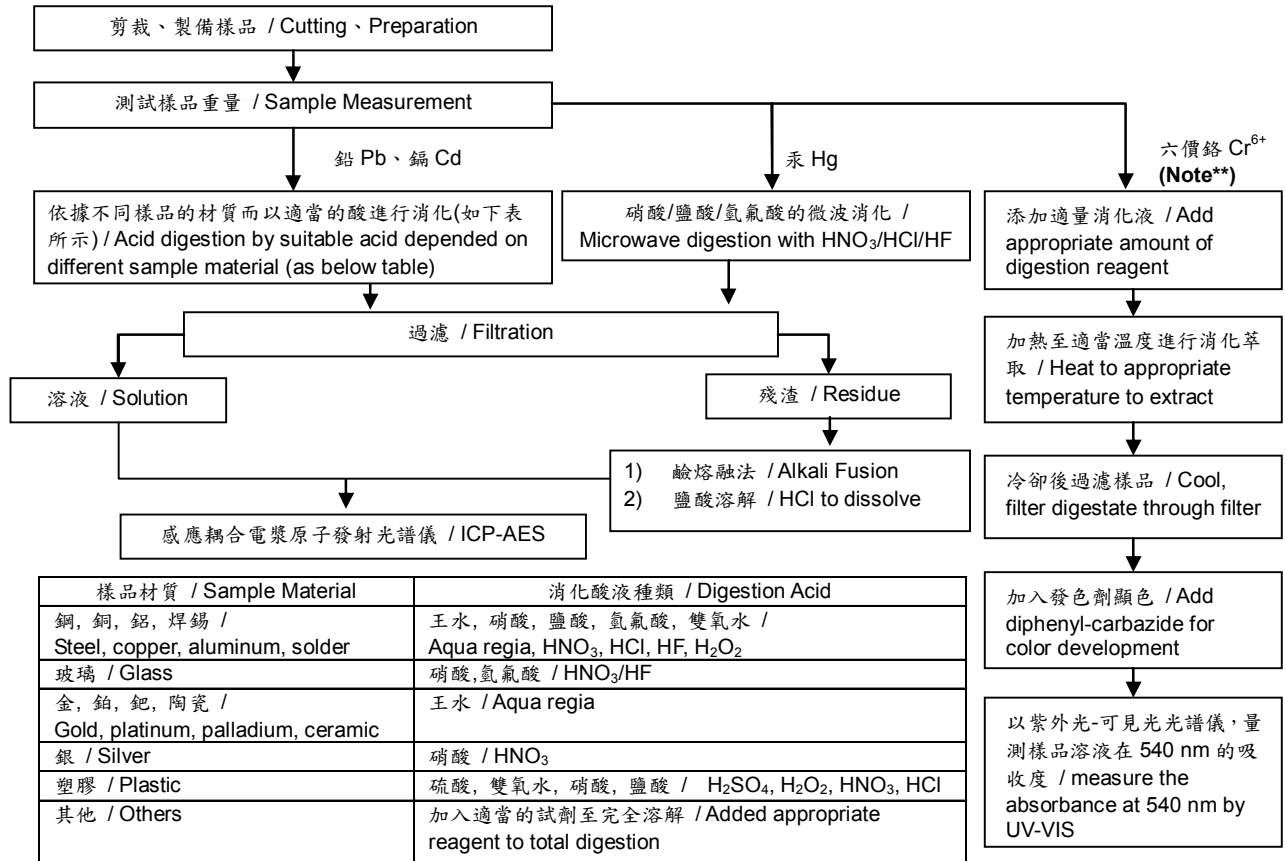 剪裁、製備樣品 / Cutting、Preparation
測試樣品重量 / Sample Measurement
鉛 Pb、鎘 Cd
汞 Hg
六價鉻 Cr⁶⁺
(Note**)
依據不同樣品的材質而以適當的酸進行消化(如下表
所示) / Acid digestion by suitable acid depended on
different sample material (as below table)
硝酸/鹽酸/氫氟酸的微波消化 /
Microwave digestion with HNO₃/HCl/HF
添加適量消化液 / Add
appropriate amount of
digestion reagent
過濾 / Filtration
加熱至適當溫度進行消化萃
取 / Heat to appropriate
temperature to extract
溶液 / Solution
殘渣 / Residue
1) 鹼熔融法 / Alkali Fusion
2) 鹽酸溶解 / HCl to dissolve
冷卻後過濾樣品 / Cool,
filter digestate through filter
感應耦合電漿原子發射光譜儀 / ICP-AES
加入發色劑顯色 / Add
diphenyl-carbazide for
color development
以紫外光-可見光光譜儀，量
測樣品溶液在 540 nm 的吸
收度 / measure the
absorbance at 540 nm by
UV-VIS
樣品材質 / Sample Material
消化酸液種類 / Digestion Acid
鋼, 銅, 鋁, 焊錫 /
Steel, copper, aluminum, solder
王水, 硝酸, 鹽酸, 氫氟酸, 雙氧水 /
Aqua regia, HNO₃, HCl, HF, H₂O₂
玻璃 / Glass
硝酸,氫氟酸 / HNO₃/HF
金, 鉑, 鈀, 陶瓷 /
Gold, platinum, palladium, ceramic
王水 / Aqua regia
銀 / Silver
硝酸 / HNO₃
塑膠 / Plastic
硫酸, 雙氧水, 硝酸, 鹽酸 / H₂SO₄, H₂O₂, HNO₃, HCl
其他 / Others
加入適當的試劑至完全溶解 / Added appropriate
reagent to total digestion